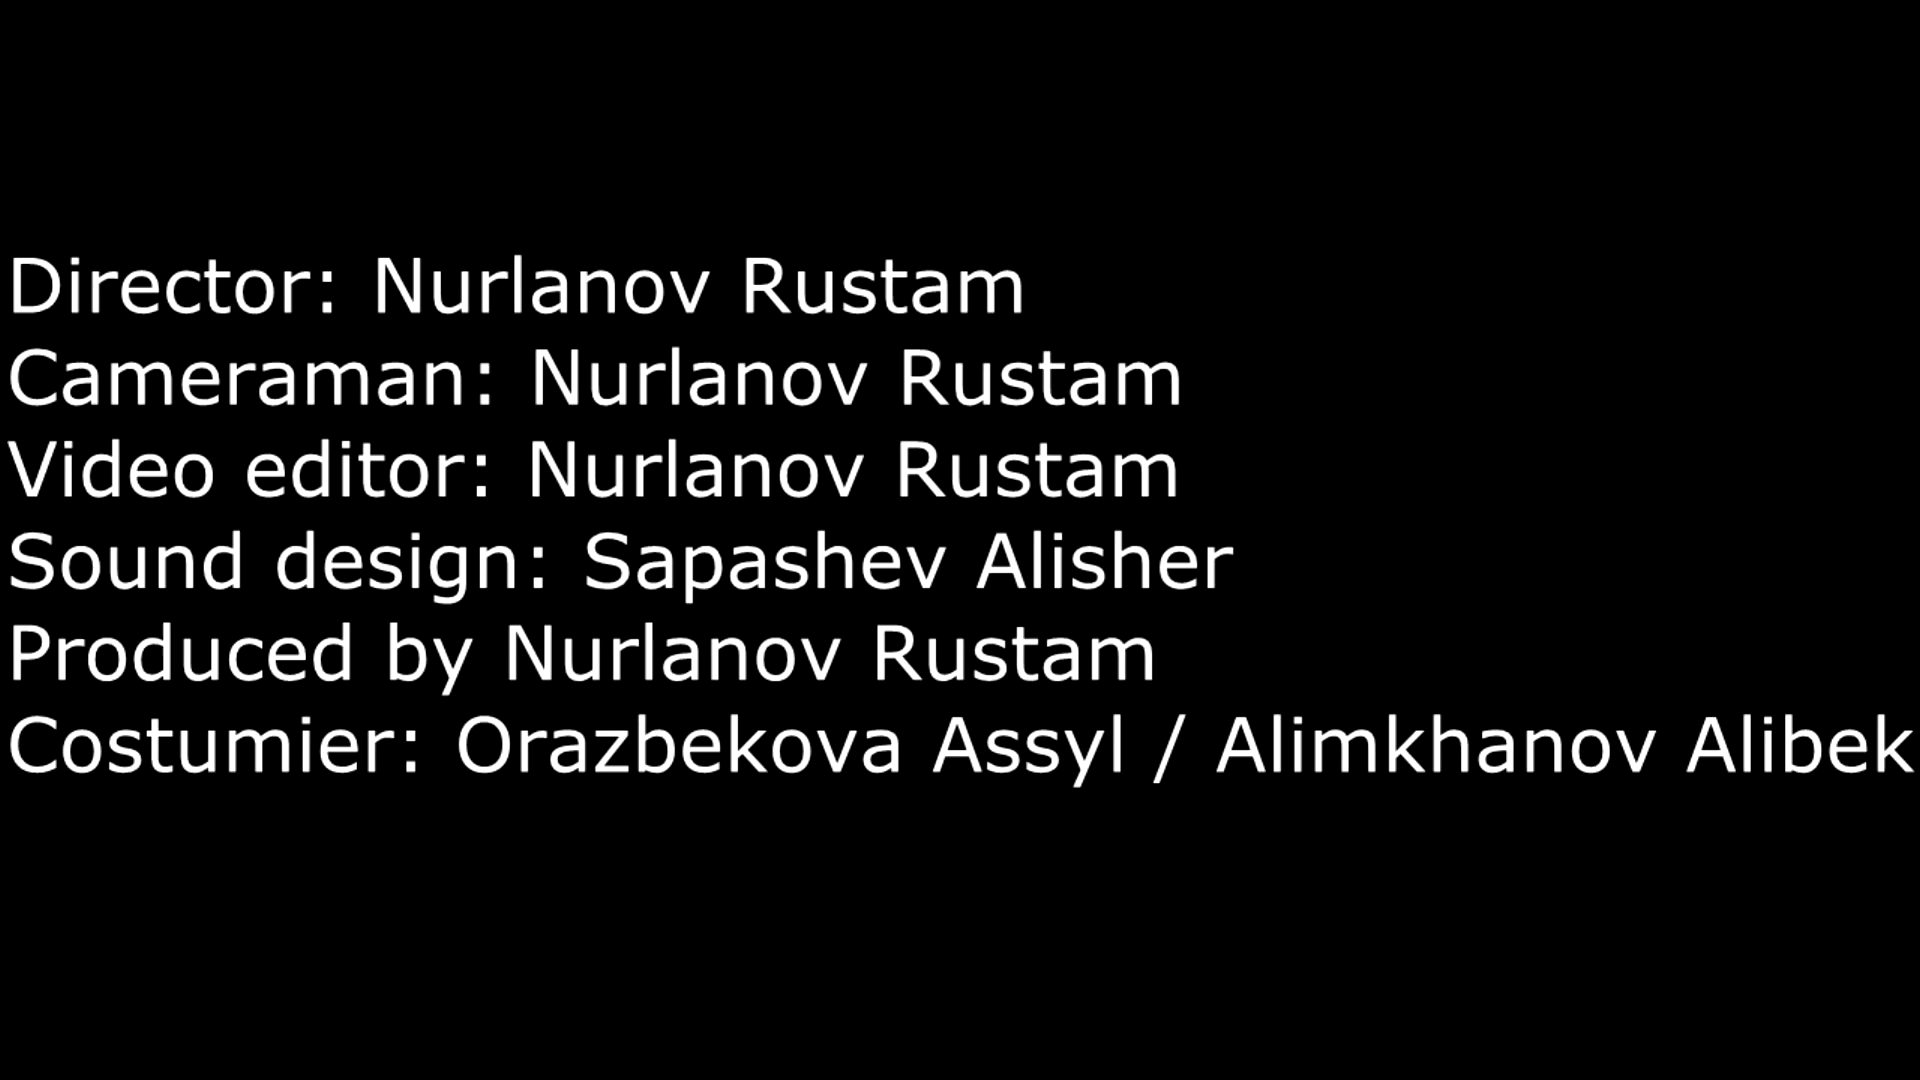 Director: Nurlanov Rustam
Cameraman: Nurlanov Rustam
Video editor: Nurlanov Rustam
Sound design: Sapashev Alisher
Produced by Nurlanov Rustam
Costumier: Orazbekova Assyl / Alimkhanov Alibek